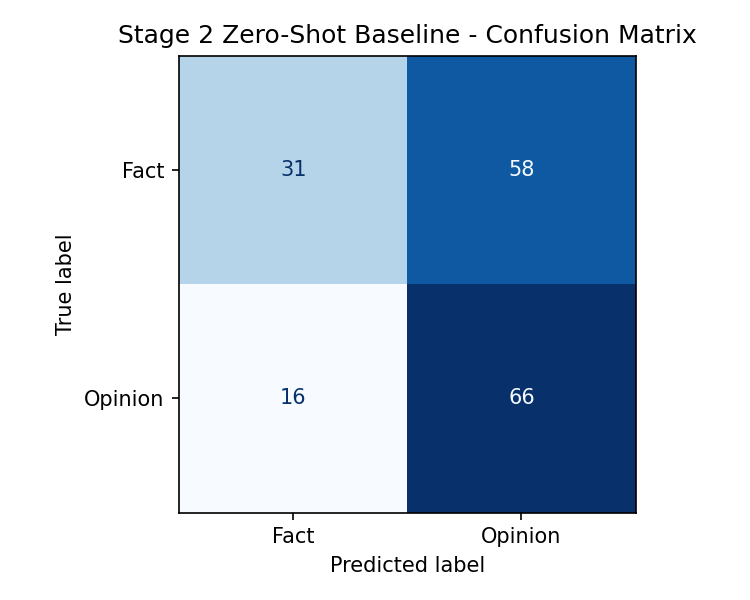 Stage 2 Zero-Shot Baseline - Confusion Matrix
Fact
31
58
True label
Opinion
16
66
Fact
Opinion
Predicted label